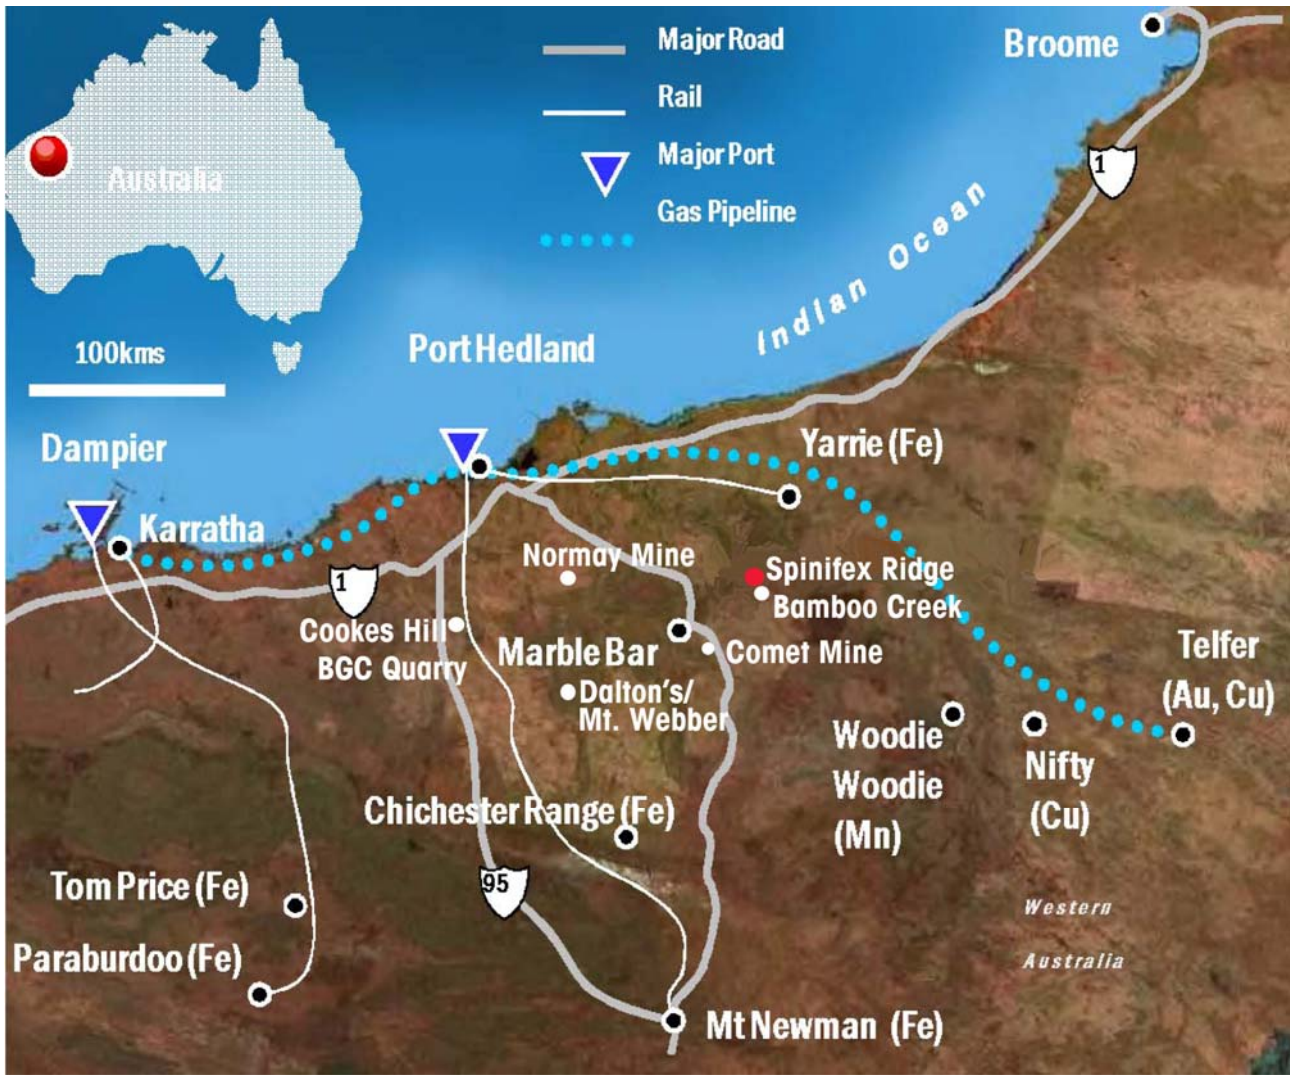 Major Road
Rail
Major Port
Gas Pipeline
Broome
Australia
1
Indian Ocean
100kms
Port Hedland
Dampier
Karratha
Yarrie (Fe)
Normay Mine
Spinifex Ridge
Bamboo Creek
1
Cookes Hill
BGC Quarry
Marble Bar
Comet Mine
Dalton's/
Mt. Webber
Telfer
(Au, Cu)
Woodie
Woodie
(Mn)
Nifty
(Cu)
Chichester Range (Fe)
95
Tom Price (Fe)
Paraburdoo (Fe)
Western
Australia
Mt Newman (Fe)